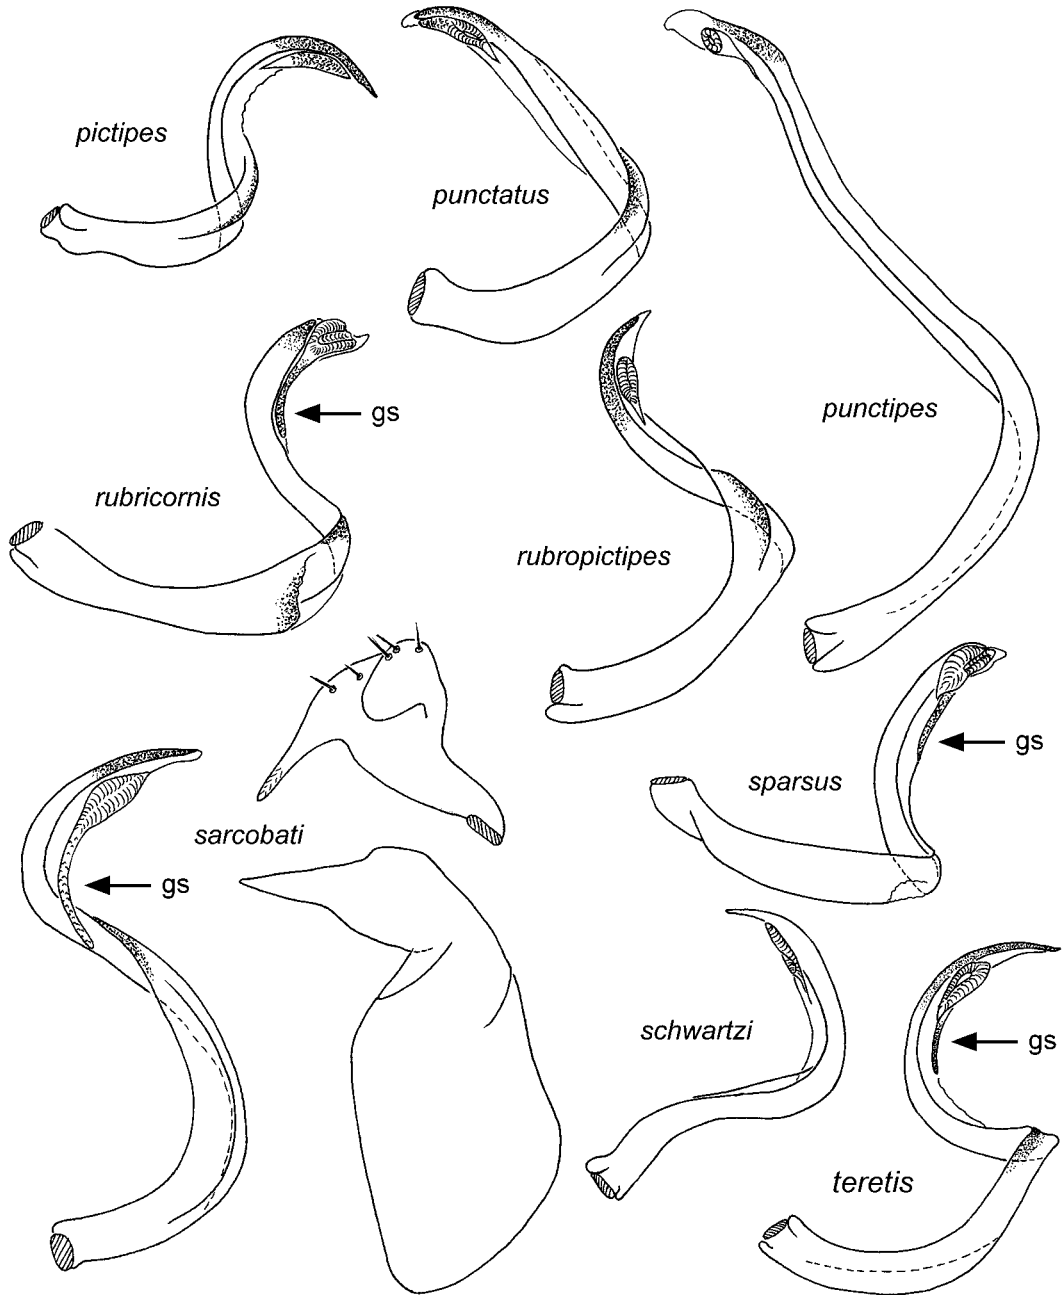 pictipes
punctatus
punctipes
gs
rubricornis
rubropictipes
gs
sparsus
sarcobati
gs
schwartzi
gs
teretis